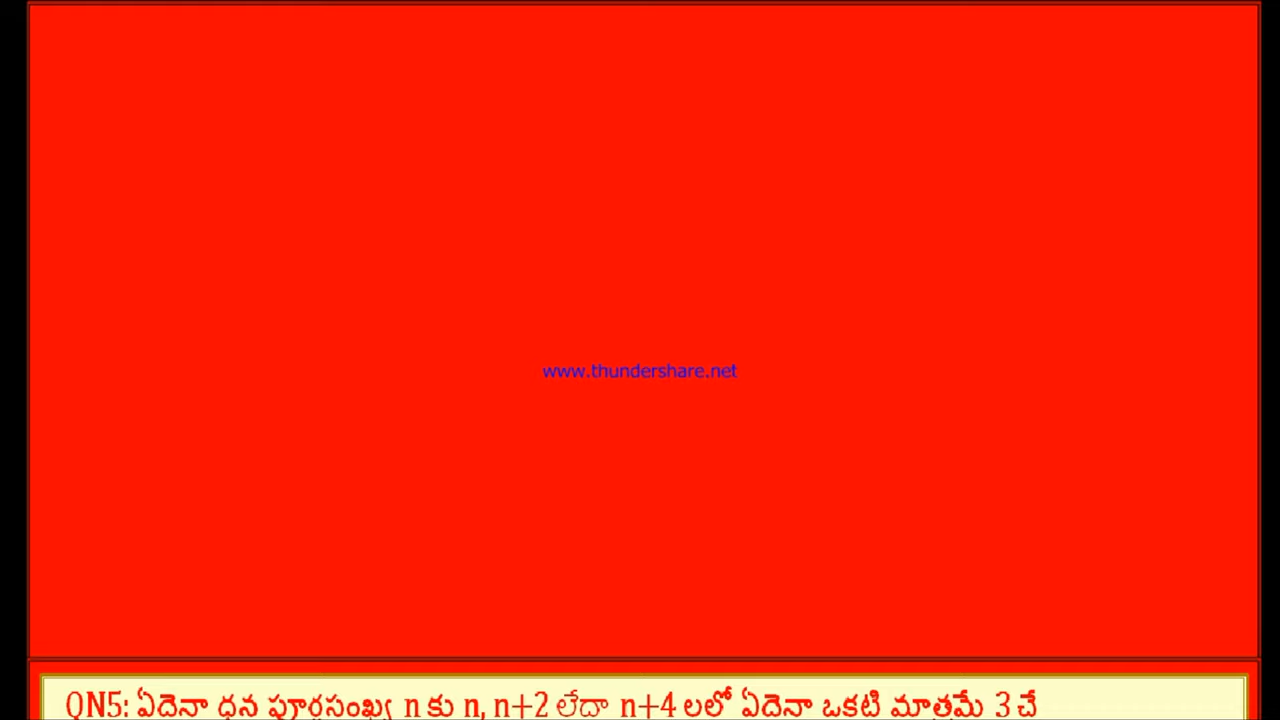 www.thundershare.net
QN5: ఏదైనా ధన పూర్ణసంఖ్య n కు n, n+2 లేదా n+4 లలో ఏదైనా ఒకటి మాత్రమే 3 చే